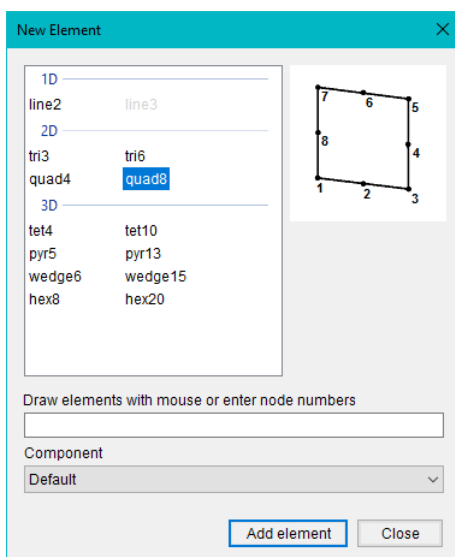 New Element
1D
line2 line3
2D
tri3 tri6
quad4 quad8
3D
tet4 tet10
pyr5 pyr13
wedge6 wedge15
hex8 hex20
7 6 5
8 4
1 2 3
Draw elements with mouse or enter node numbers
Component
Default
Add element Close